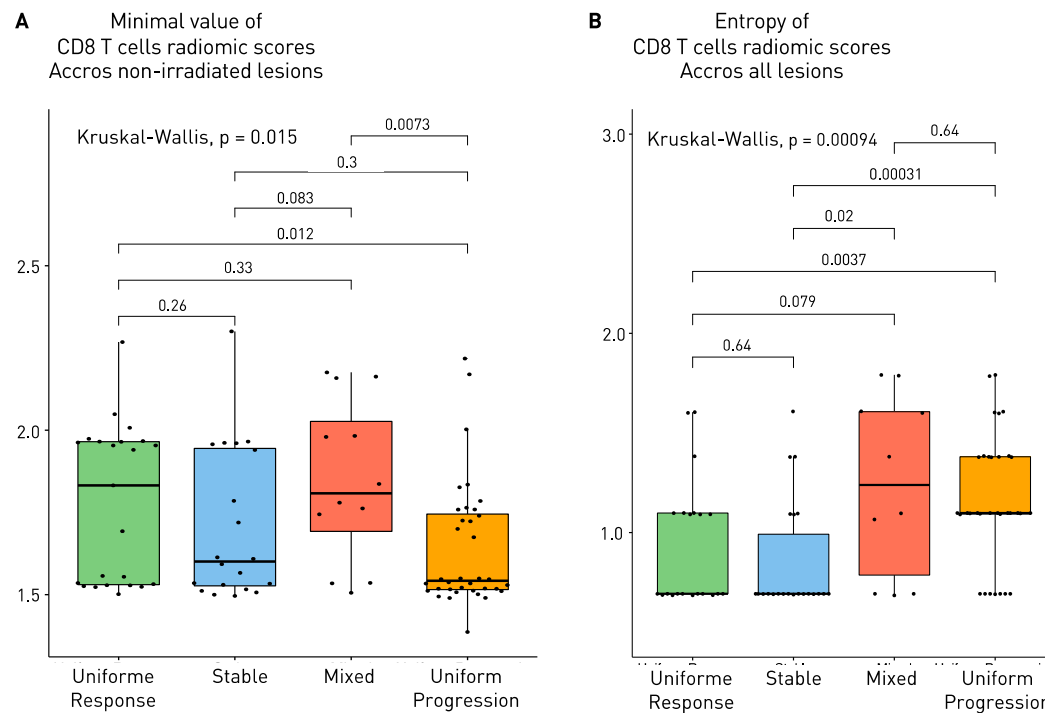 A
Minimal value of
CD8 T cells radiomic scores
Accros non-irradiated lesions
Kruskal-Wallis, p = 0.015
0.0073
0.3
0.083
0.012
0.33
0.26
2.5
2.0
1.5
Uniforme
Response
Stable
Mixed
Uniform
Progression
B
Entropy of
CD8 T cells radiomic scores
Accros all lesions
Kruskal-Wallis, p = 0.00094
0.64
0.00031
0.02
0.0037
0.079
0.64
3.0
2.0
1.0
Uniforme
Response
Stable
Mixed
Uniform
Progression